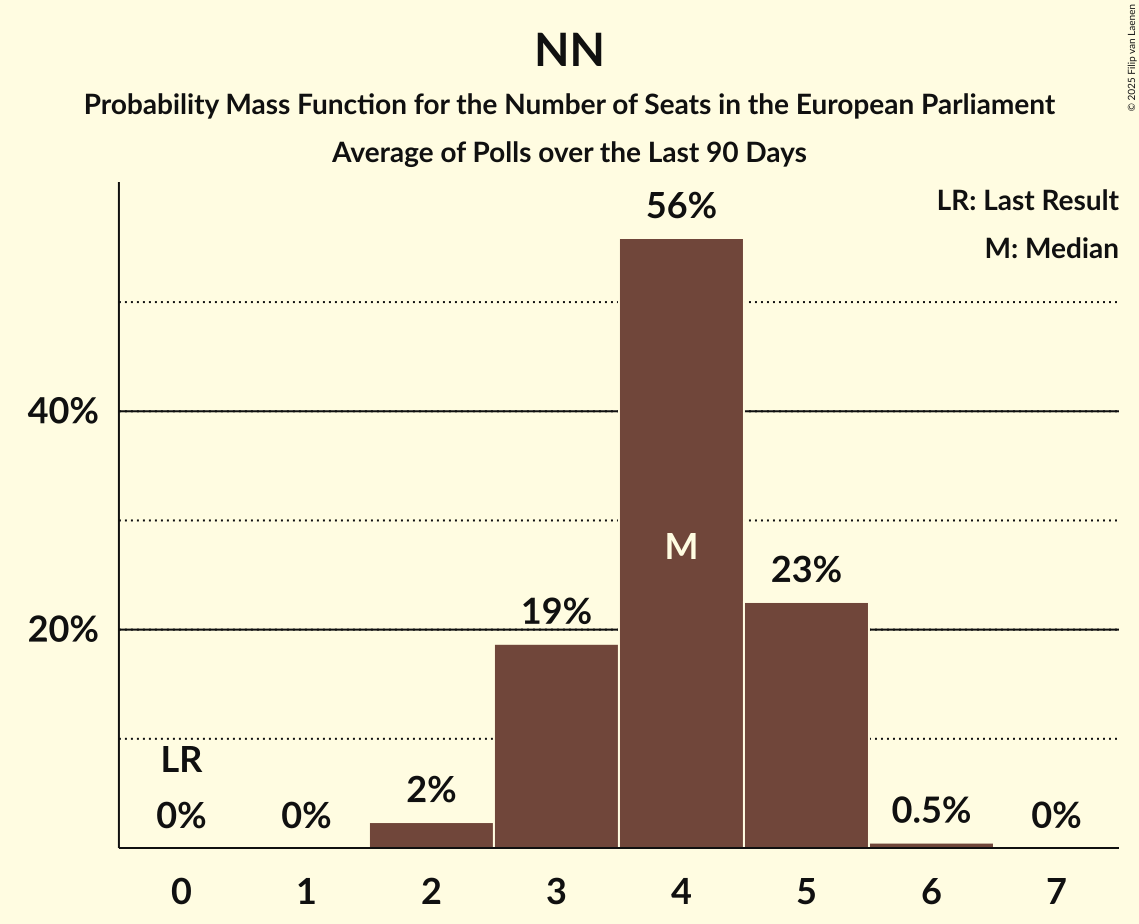 NN
Probability Mass Function for the Number of Seats in the European Parliament
Average of Polls over the Last 90 Days
© 2025 Filip van Laenen
LR: Last Result
M: Median
56%
40%
M
23%
19%
20%
LR
2%
0% 0% 0.5% 0%
0 1 2 3 4 5 6 7